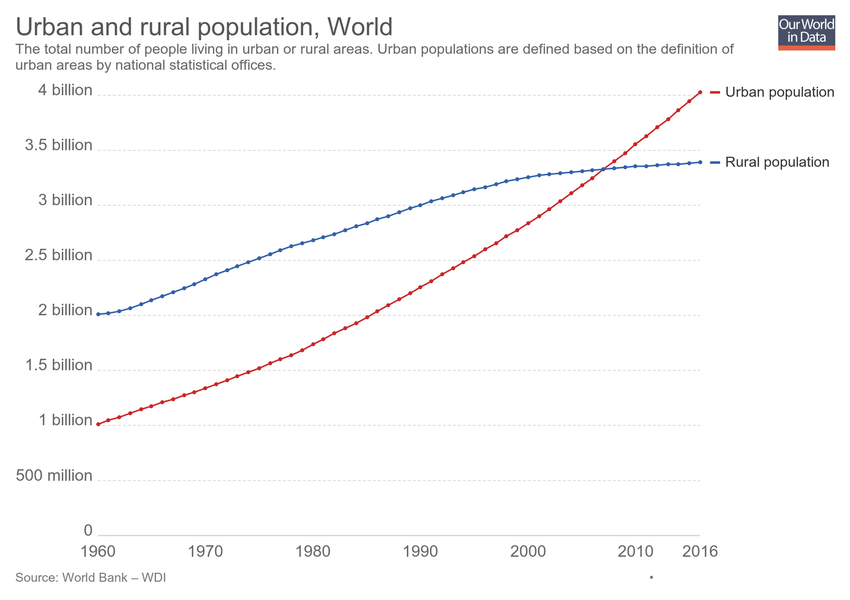 Urban and rural population, World
Our World
in Data
The total number of people living in urban or rural areas. Urban populations are defined based on the definition of
urban areas by national statistical offices.
4 billion
Urban population
3.5 billion
Rural population
3 billion
2.5 billion
2 billion
1.5 billion
1 billion
500 million
0
1960 1970 1980 1990 2000 2010 2016
Source: World Bank – WDI